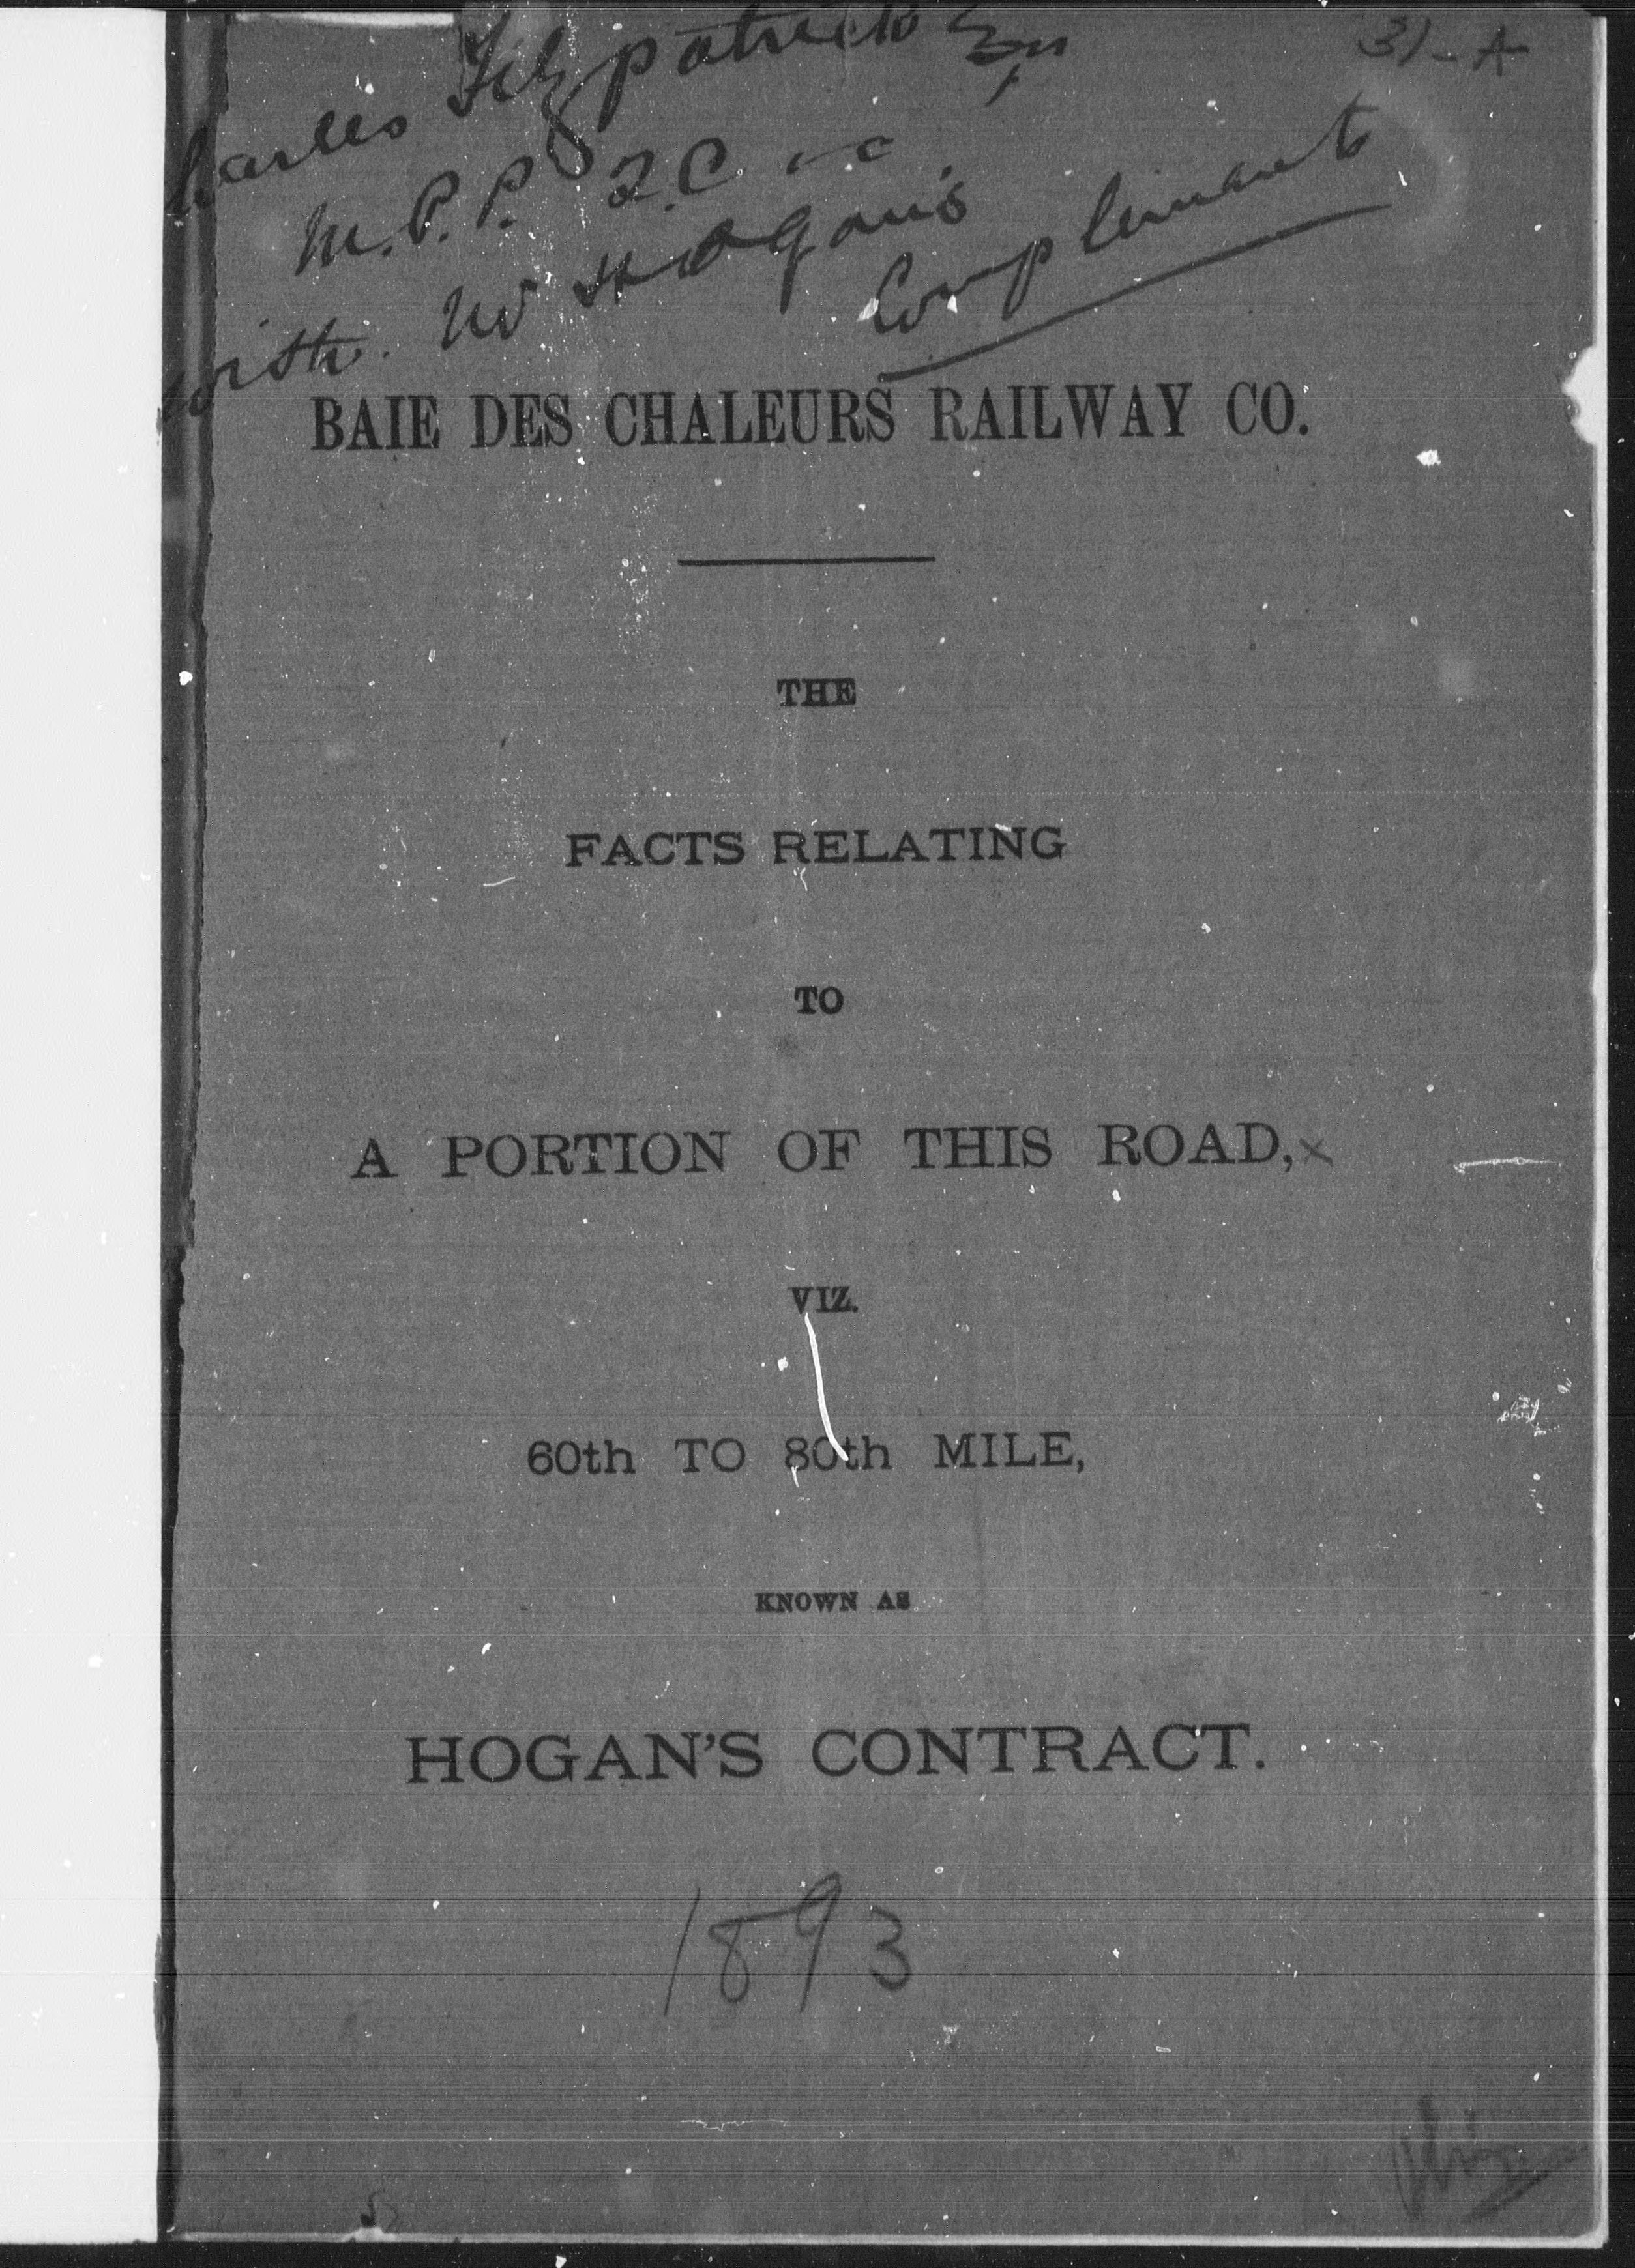 31-A
harles Fitzpatrick Esq
M.P.P. Q.C.
with W Hogan's
Compliments
BAIE DES CHALEURS RAILWAY CO.
THE
FACTS RELATING
TO
A PORTION OF THIS ROAD, x
VIZ.
60th TO 80th MILE,
KNOWN AS
HOGAN'S CONTRACT.
1893